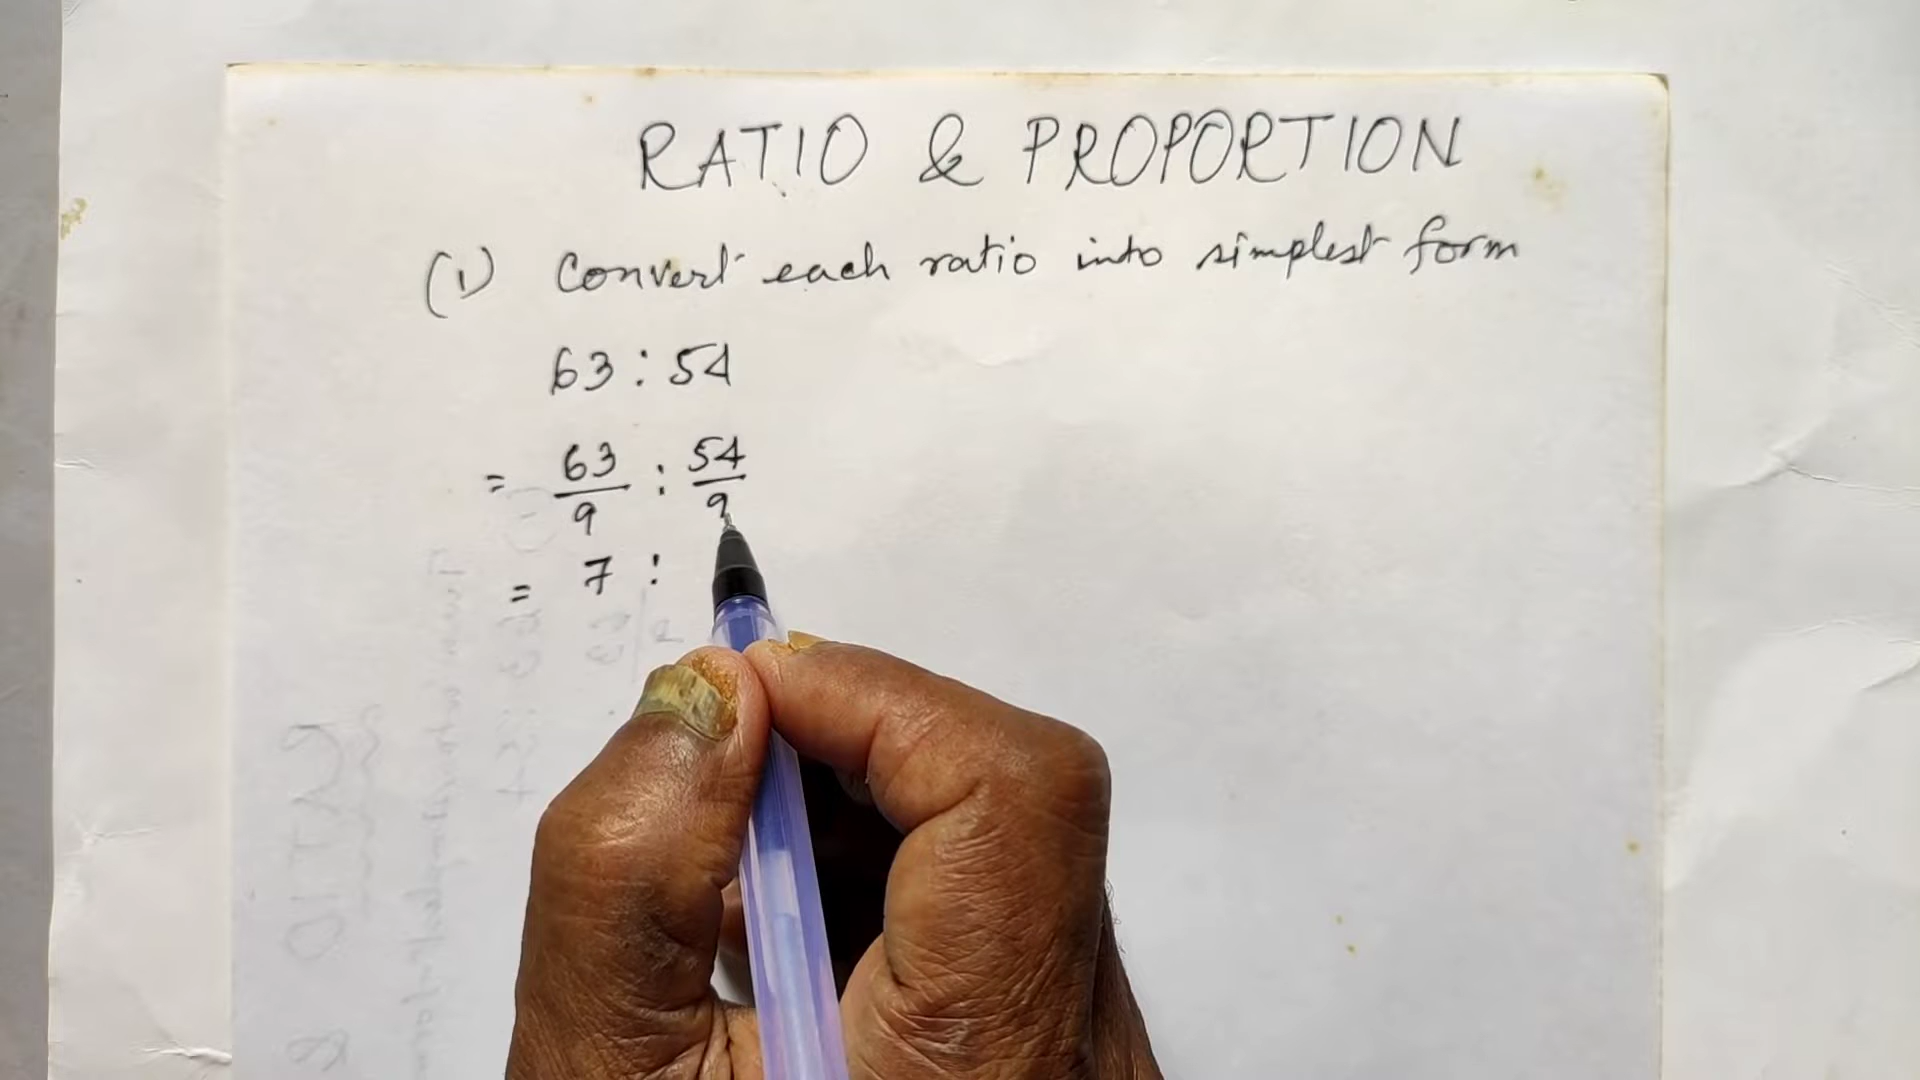 RATIO & PROPORTION
(1) Convert each ratio into simplest form
63 : 54
= 63/9 : 54/9
= 7 :